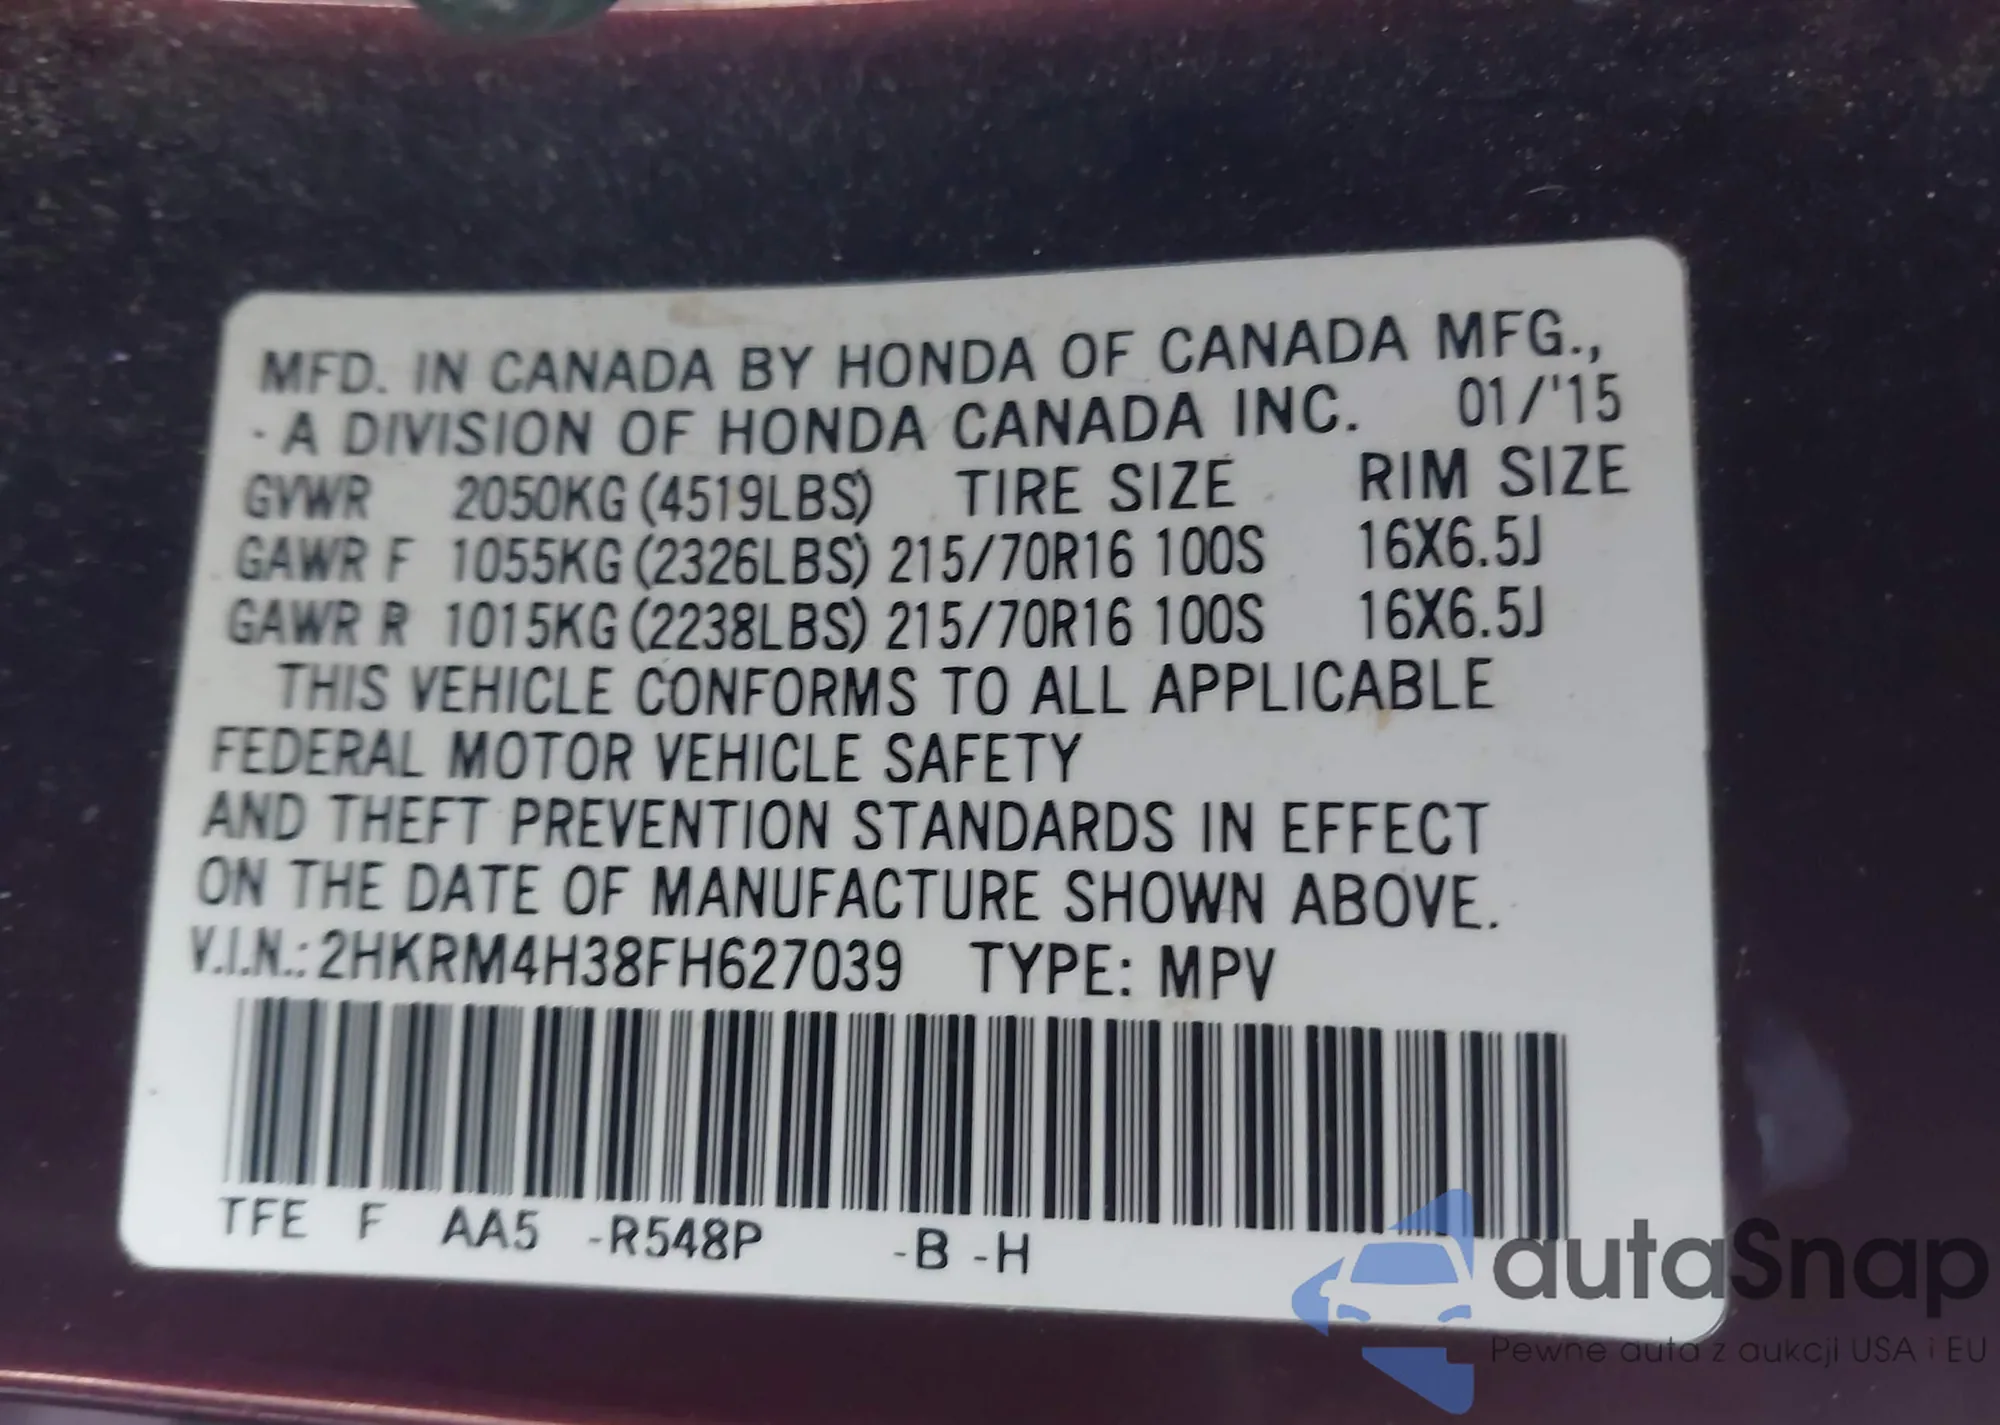 MFD. IN CANADA BY HONDA OF CANADA MFG.,
- A DIVISION OF HONDA CANADA INC. 01/'15
GVWR 2050KG (4519LBS) TIRE SIZE RIM SIZE
GAWR F 1055KG (2326LBS) 215/70R16 100S 16X6.5J
GAWR R 1015KG (2238LBS) 215/70R16 100S 16X6.5J
THIS VEHICLE CONFORMS TO ALL APPLICABLE
FEDERAL MOTOR VEHICLE SAFETY
AND THEFT PREVENTION STANDARDS IN EFFECT
ON THE DATE OF MANUFACTURE SHOWN ABOVE.
V.I.N.: 2HKRM4H38FH627039 TYPE: MPV
TFE F AA5 -R548P -B -H
autaSnap
Pewne auta z aukcji USA i EU